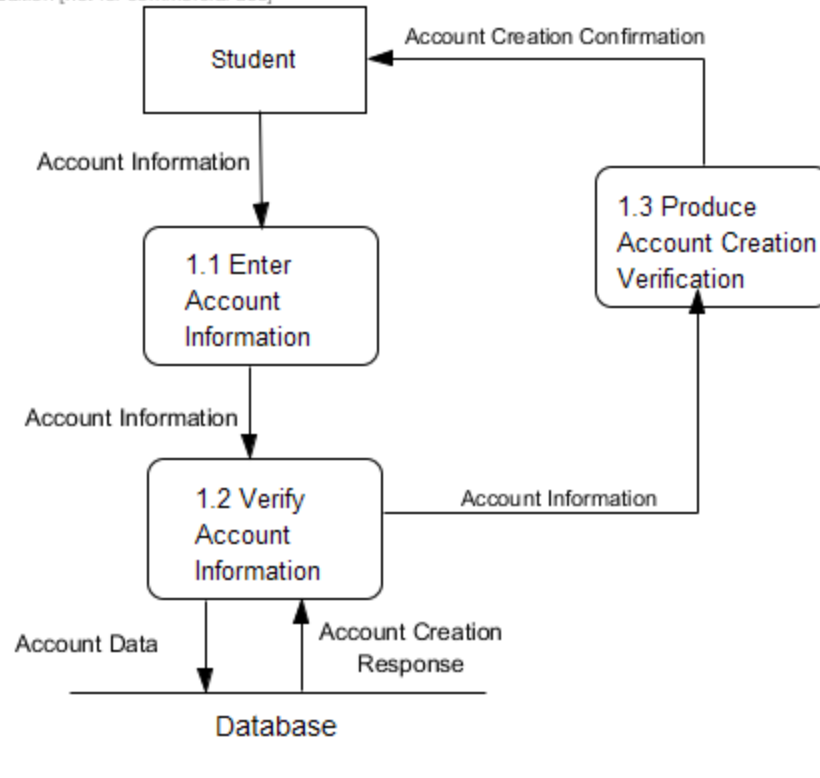 Student
Account Creation Confirmation
Account Information
1.1 Enter
Account
Information
1.3 Produce
Account Creation
Verification
Account Information
1.2 Verify
Account
Information
Account Information
Account Data
Account Creation
Response
Database